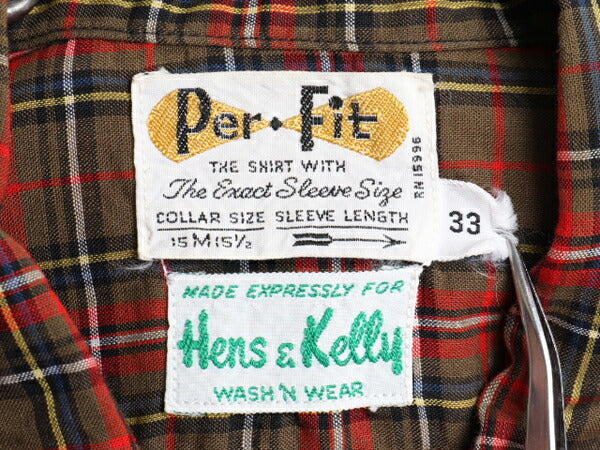 Per Fit
THE SHIRT WITH
The Exact Sleeve Size
COLLAR SIZE SLEEVE LENGTH
15 M 15½
33
RN 15996
MADE EXPRESSLY FOR
Hens & Kelly
WASH 'N WEAR